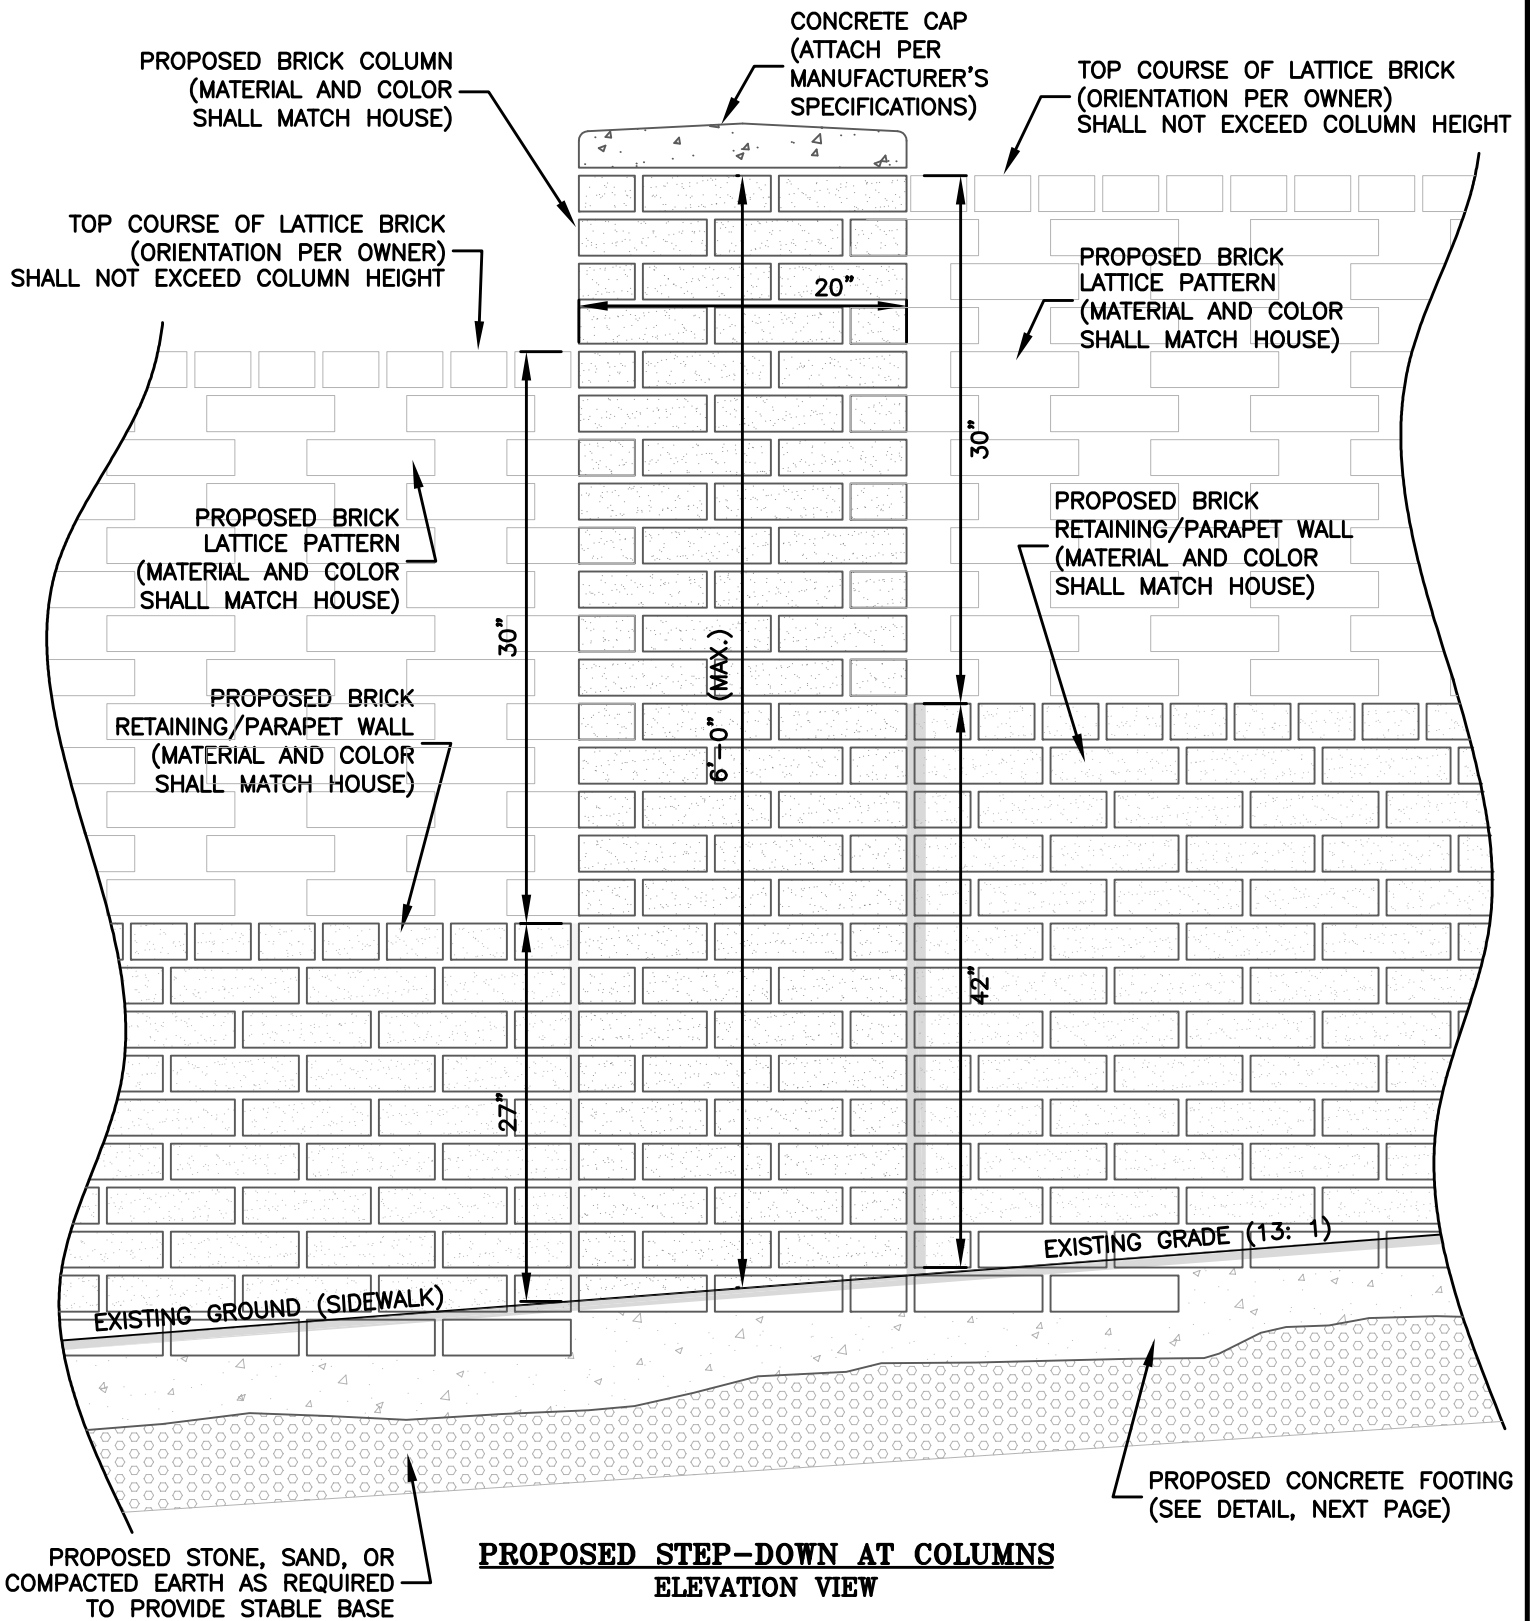 CONCRETE CAP
(ATTACH PER
MANUFACTURER'S
SPECIFICATIONS)
PROPOSED BRICK COLUMN
(MATERIAL AND COLOR
SHALL MATCH HOUSE)
TOP COURSE OF LATTICE BRICK
(ORIENTATION PER OWNER)
SHALL NOT EXCEED COLUMN HEIGHT
TOP COURSE OF LATTICE BRICK
(ORIENTATION PER OWNER)
SHALL NOT EXCEED COLUMN HEIGHT
PROPOSED BRICK
LATTICE PATTERN
(MATERIAL AND COLOR
SHALL MATCH HOUSE)
20"
30"
PROPOSED BRICK
RETAINING/PARAPET WALL
(MATERIAL AND COLOR
SHALL MATCH HOUSE)
PROPOSED BRICK
LATTICE PATTERN
(MATERIAL AND COLOR
SHALL MATCH HOUSE)
30"
6'-0" (MAX.)
PROPOSED BRICK
RETAINING/PARAPET WALL
(MATERIAL AND COLOR
SHALL MATCH HOUSE)
42"
27"
EXISTING GRADE (13: 1)
EXISTING GROUND (SIDEWALK)
PROPOSED CONCRETE FOOTING
(SEE DETAIL, NEXT PAGE)
PROPOSED STONE, SAND, OR
COMPACTED EARTH AS REQUIRED
TO PROVIDE STABLE BASE
PROPOSED STEP-DOWN AT COLUMNS
ELEVATION VIEW